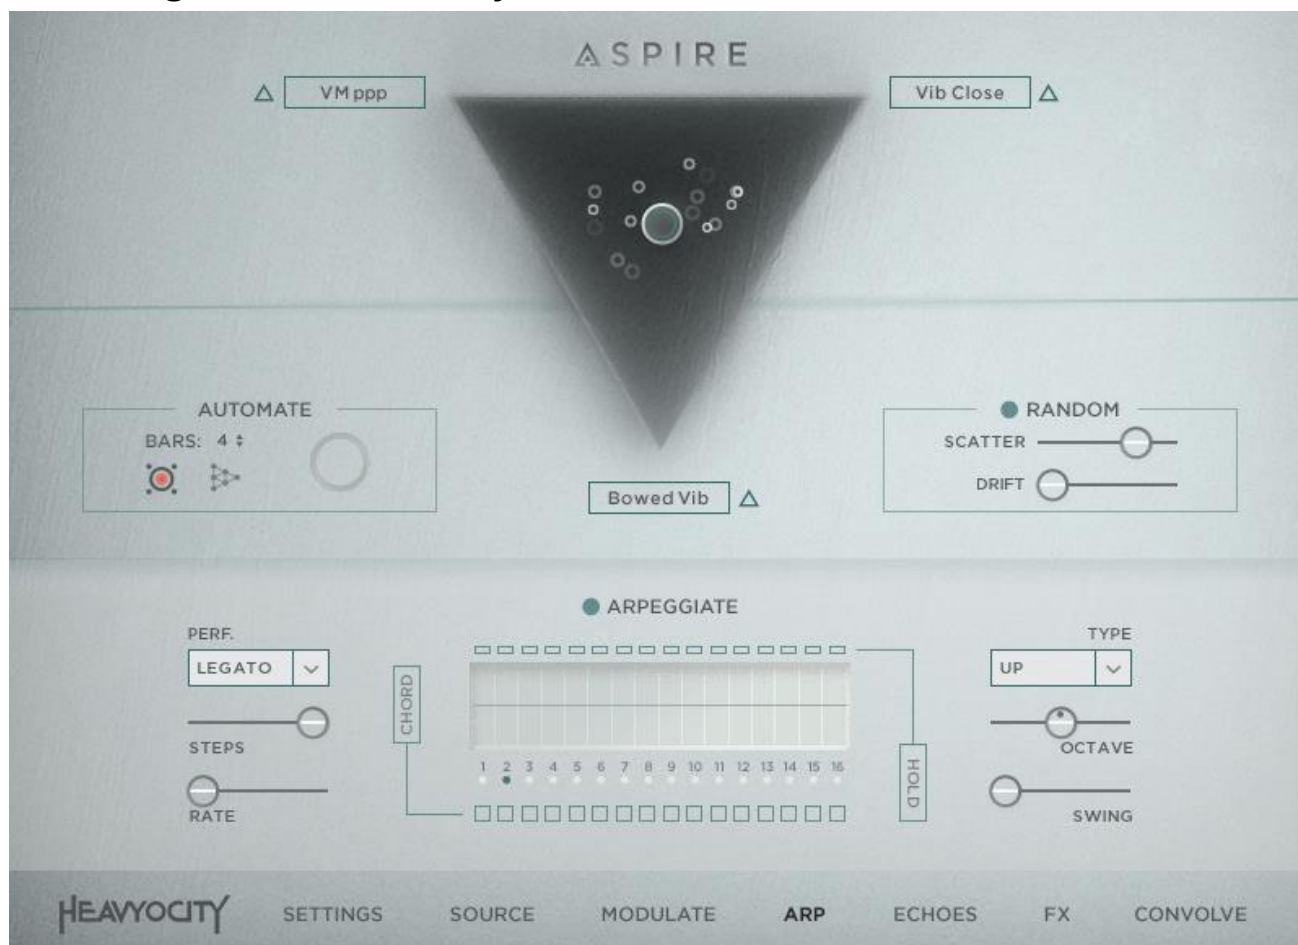 ASPIRE
VM ppp
Vib Close
AUTOMATE
BARS: 4
RANDOM
SCATTER
DRIFT
Bowed Vib
ARPEGGIATE
PERF.
LEGATO
STEPS
RATE
CHORD
1 2 3 4 5 6 7 8 9 10 11 12 13 14 15 16
HOLD
TYPE
UP
OCTAVE
SWING
HEAVYOCITY SETTINGS SOURCE MODULATE ARP ECHOES FX CONVOLVE